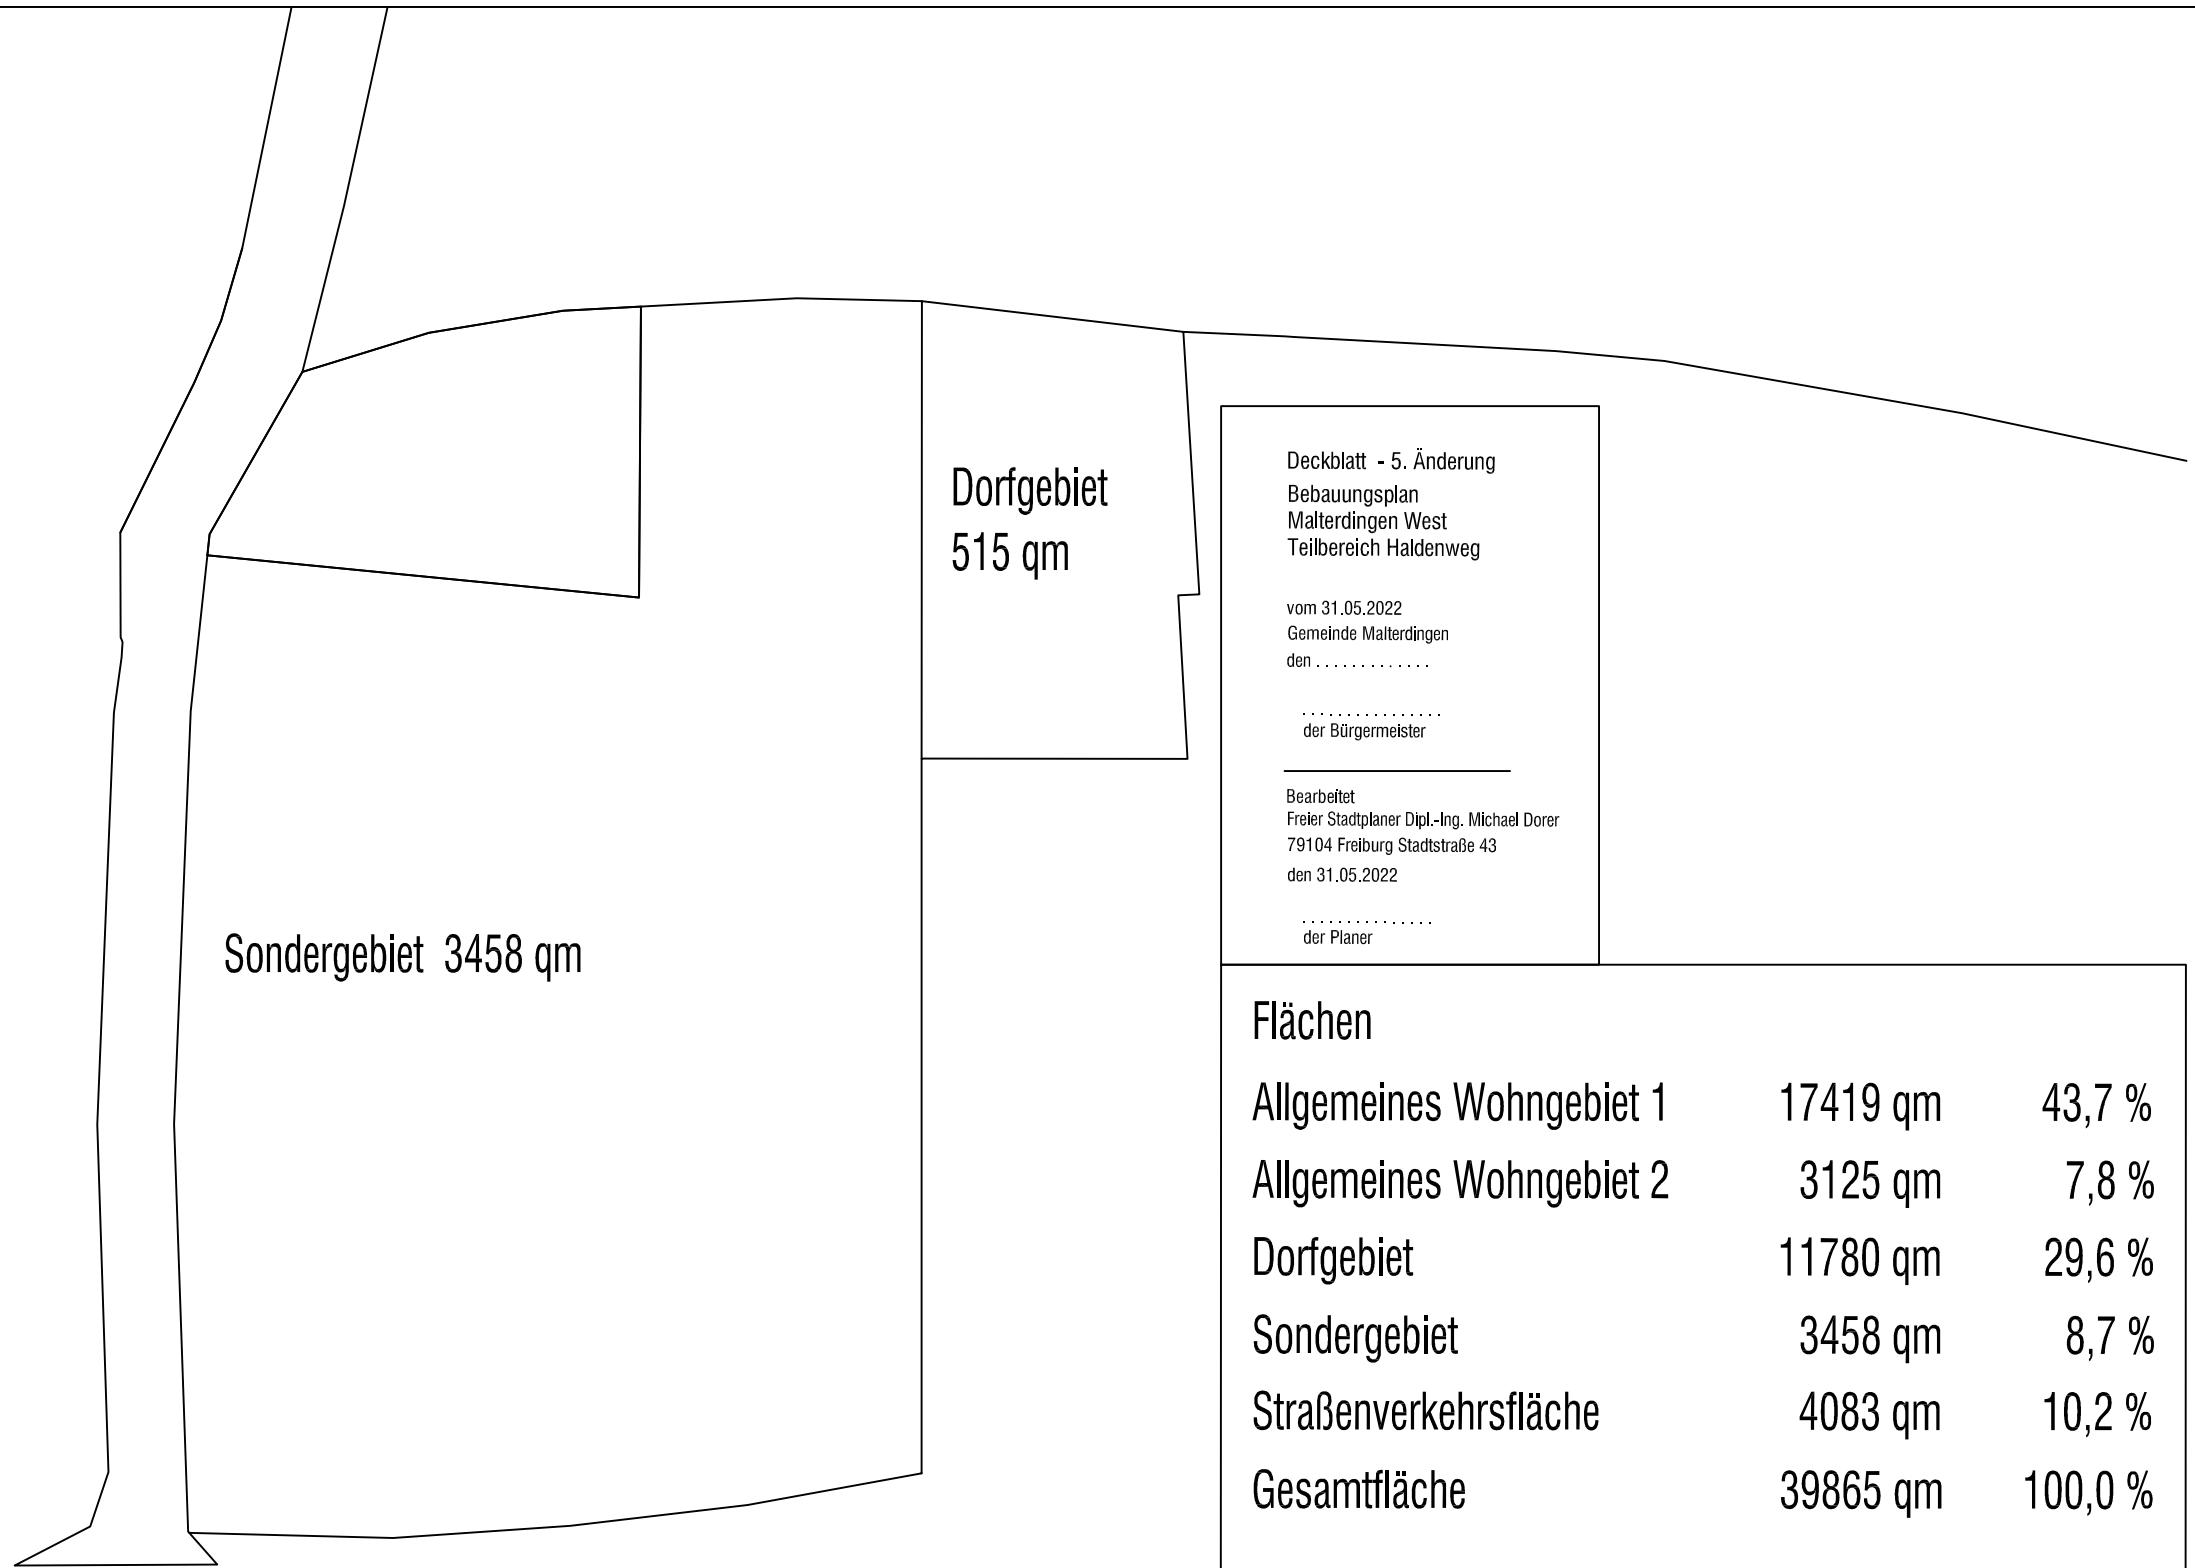 Dorfgebiet
515 qm
Sondergebiet 3458 qm
Deckblatt - 5. Änderung
Bebauungsplan
Malterdingen West
Teilbereich Haldenweg
vom 31.05.2022
Gemeinde Malterdingen
den . . . . . . . . . . . . .
. . . . . . . . . . . . . . . .
der Bürgermeister
Bearbeitet
Freier Stadtplaner Dipl.-Ing. Michael Dorer
79104 Freiburg Stadtstraße 43
den 31.05.2022
. . . . . . . . . . . . . . .
der Planer
Flächen
Allgemeines Wohngebiet 1 17419 qm 43,7 %
Allgemeines Wohngebiet 2 3125 qm 7,8 %
Dorfgebiet 11780 qm 29,6 %
Sondergebiet 3458 qm 8,7 %
Straßenverkehrsfläche 4083 qm 10,2 %
Gesamtfläche 39865 qm 100,0 %